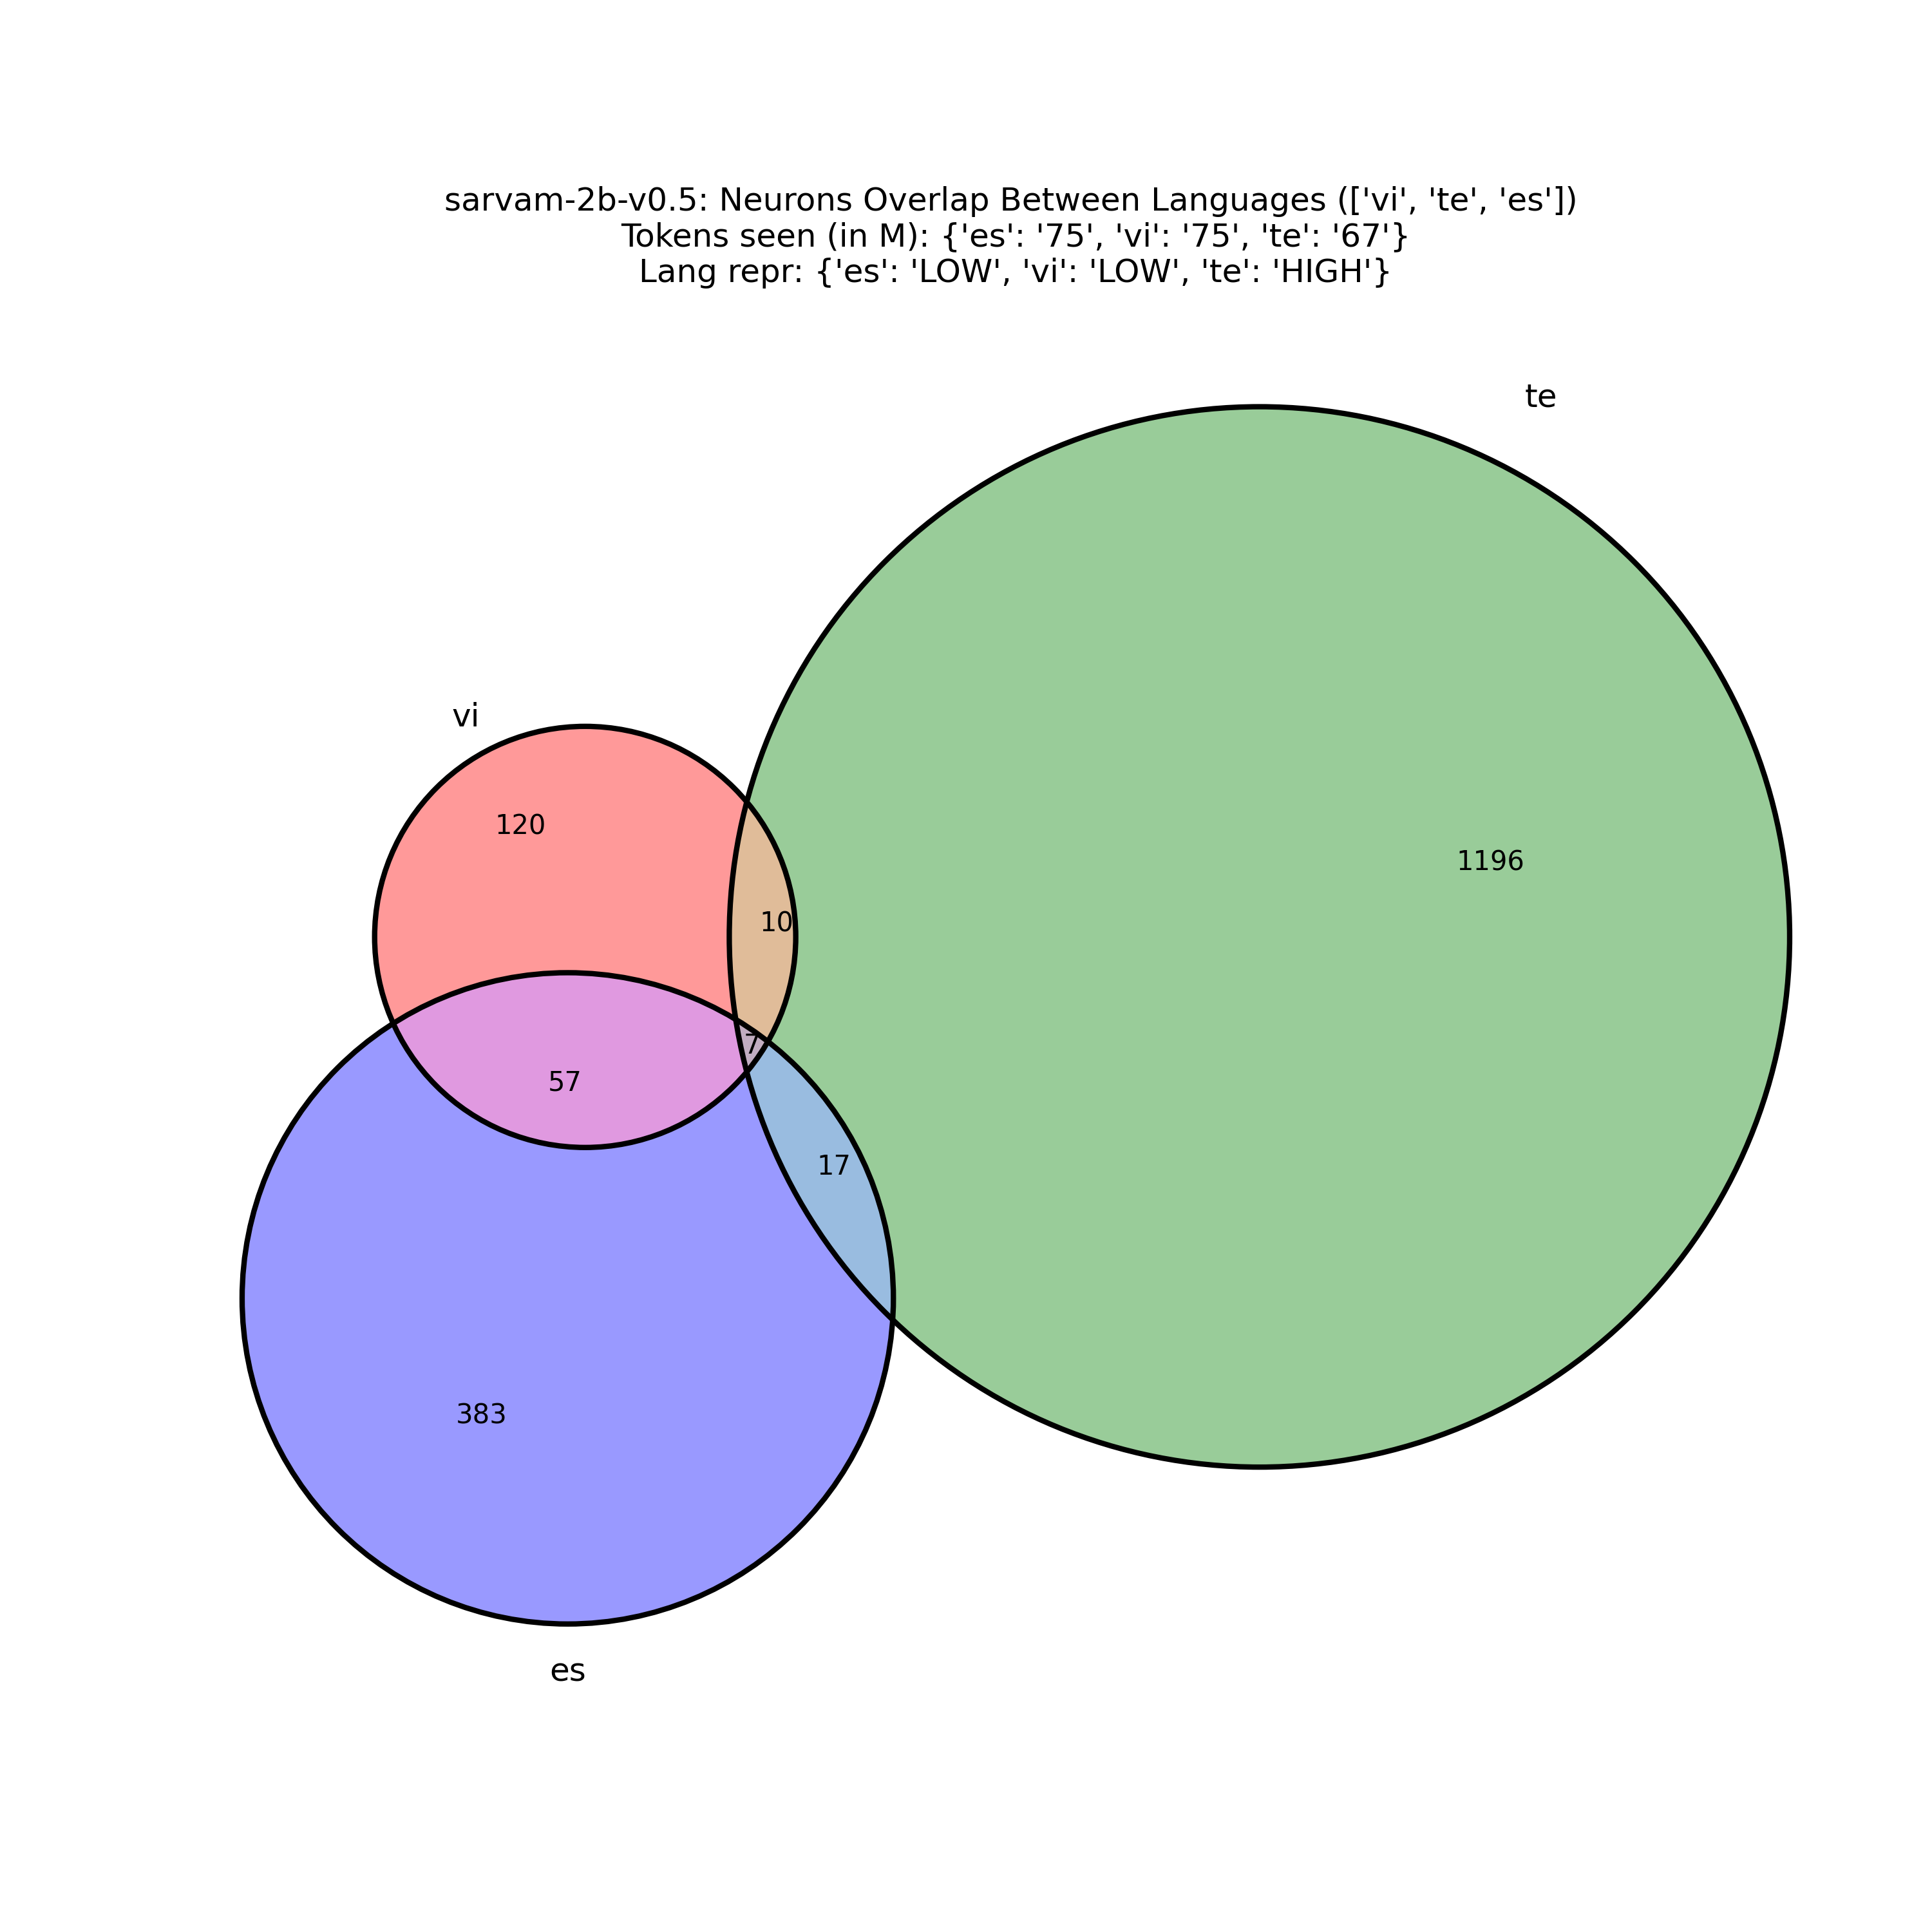 sarvam-2b-v0.5: Neurons Overlap Between Languages (['vi', 'te', 'es'])
Tokens seen (in M): {'es': '75', 'vi': '75', 'te': '67'}
Lang repr: {'es': 'LOW', 'vi': 'LOW', 'te': 'HIGH'}
te
vi
120
1196
10
7
57
17
383
es